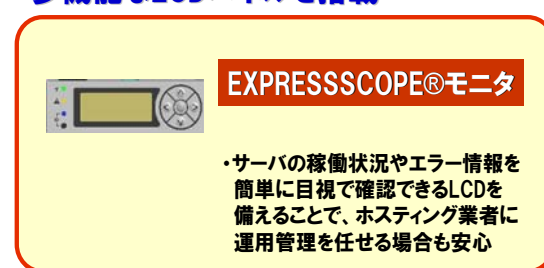 EXPRESSSCOPE®モニタ
・サーバの稼働状況やエラー情報を
簡単に目視で確認できるLCDを
備えることで、ホスティング業者に
運用管理を任せる場合も安心